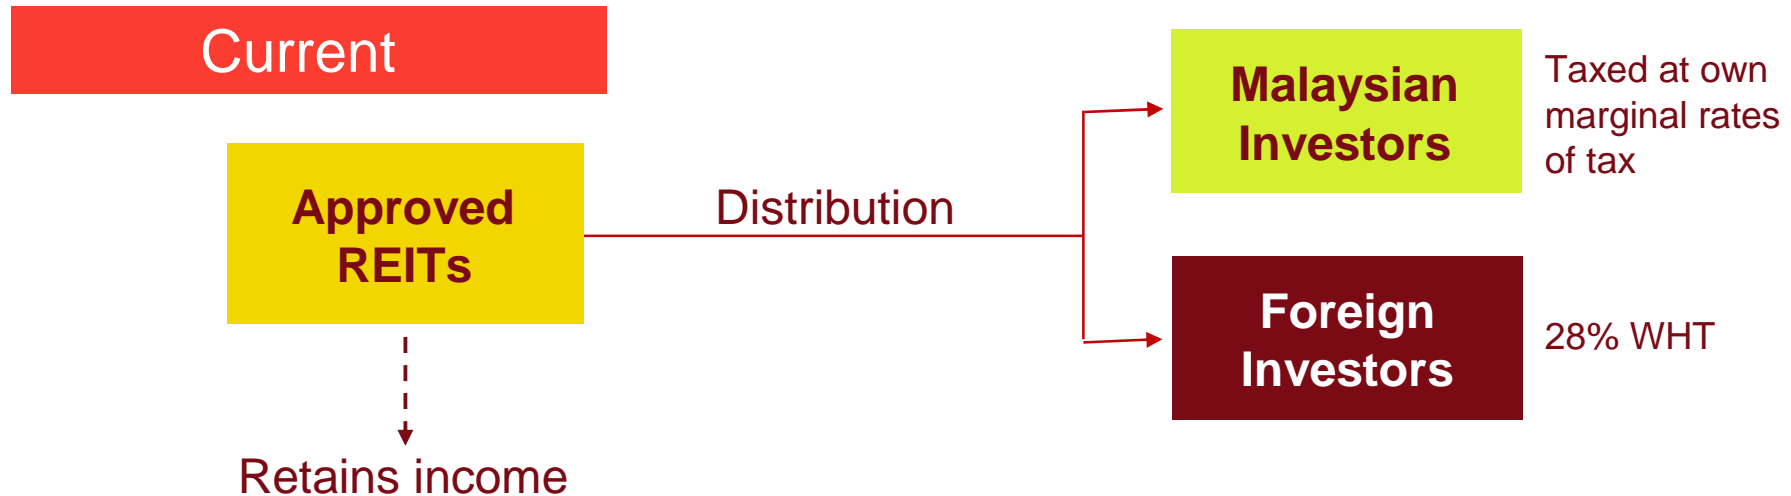 Current
Approved
REITs
Retains income
Distribution
Malaysian
Investors
Taxed at own
marginal rates
of tax
Foreign
Investors
28% WHT